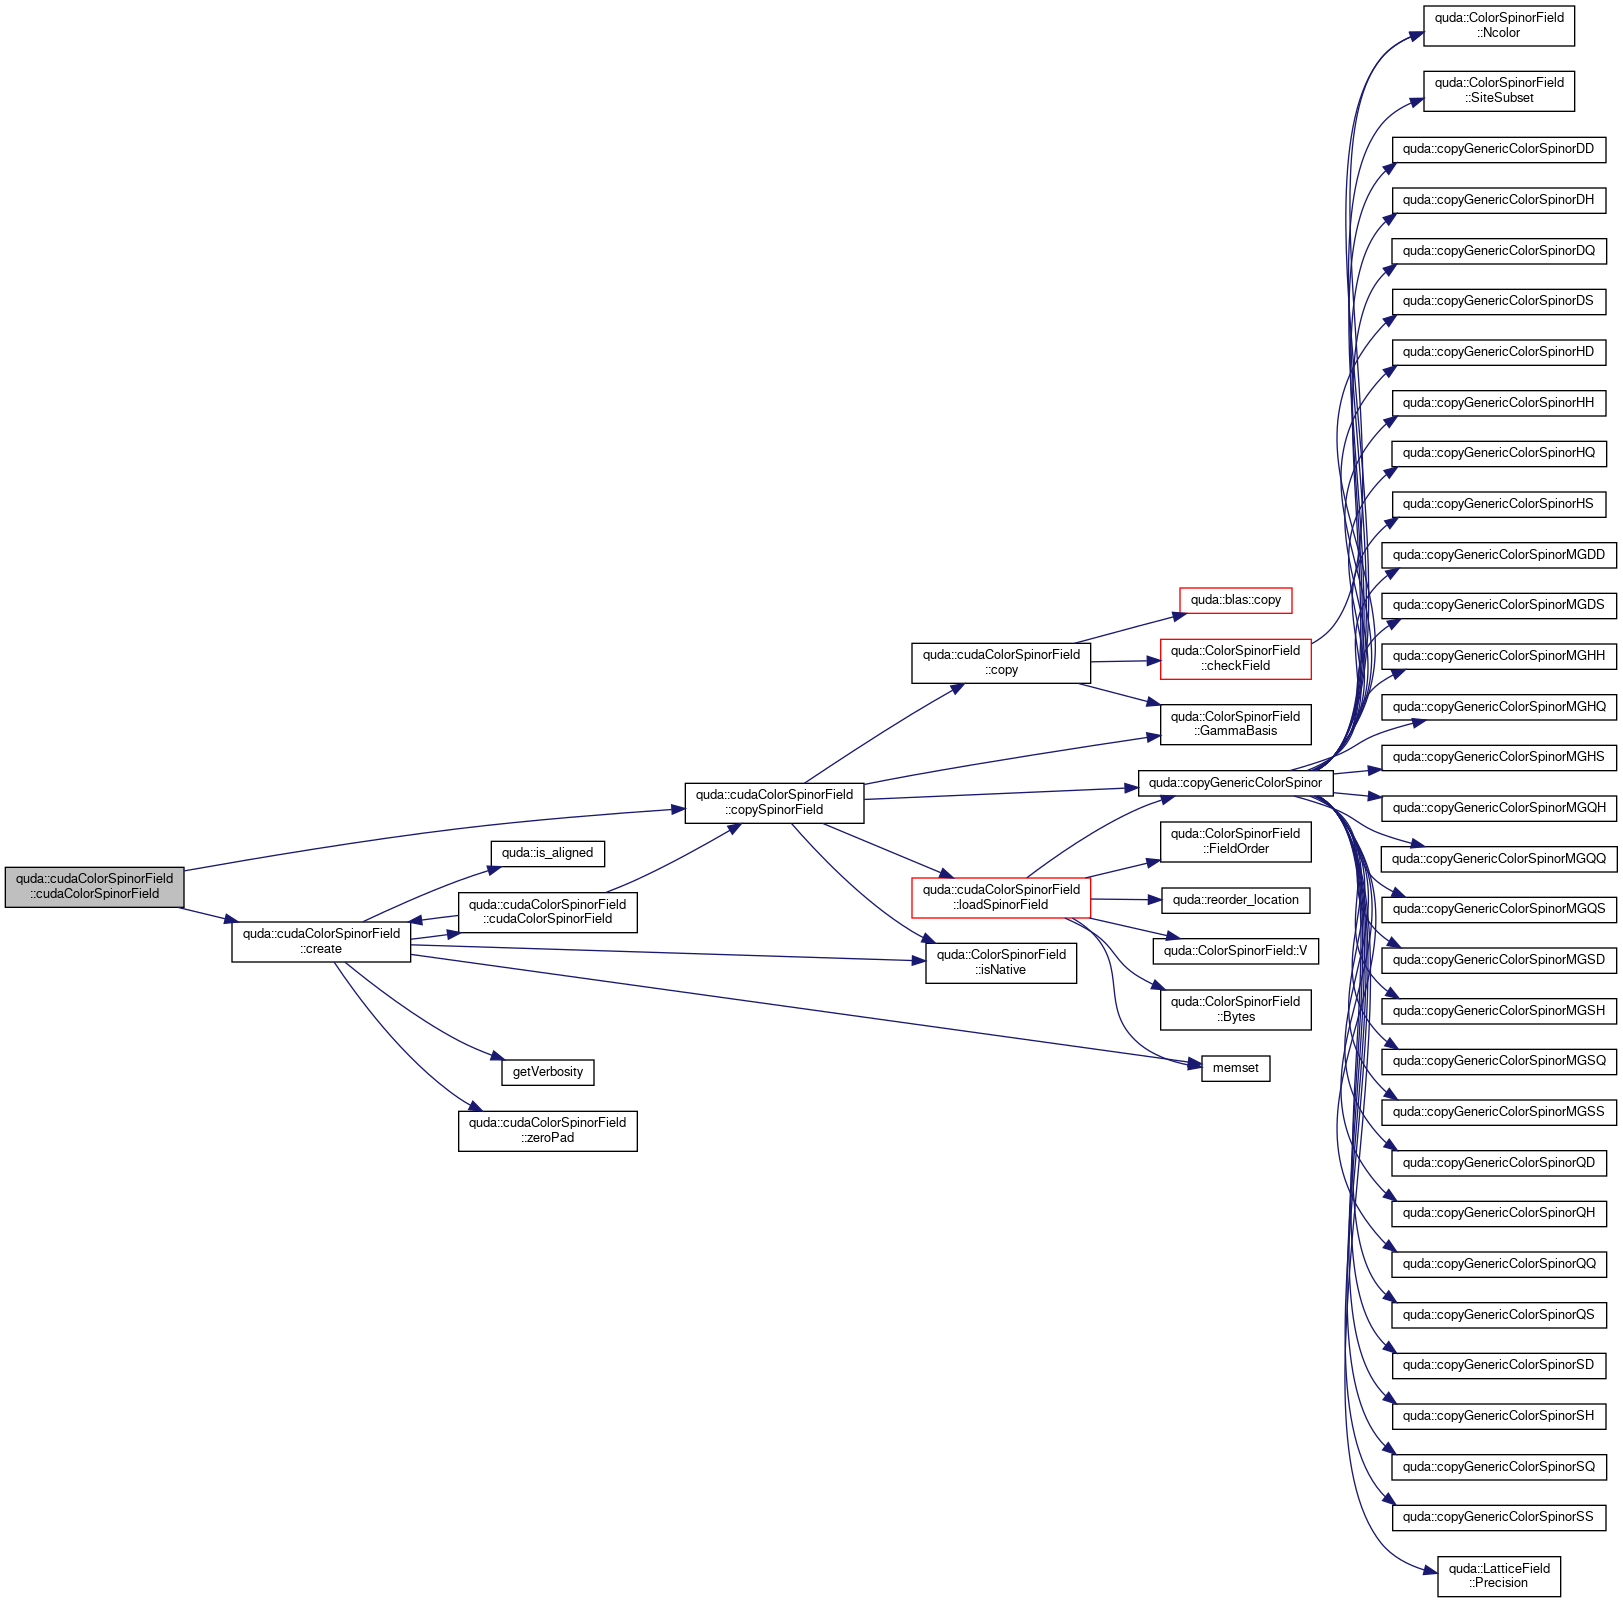 quda::cudaColorSpinorField
::cudaColorSpinorField
quda::cudaColorSpinorField
::create
quda::is_aligned
quda::cudaColorSpinorField
::cudaColorSpinorField
getVerbosity
quda::cudaColorSpinorField
::zeroPad
quda::cudaColorSpinorField
::copySpinorField
quda::cudaColorSpinorField
::copy
quda::cudaColorSpinorField
::loadSpinorField
quda::ColorSpinorField
::isNative
quda::blas::copy
quda::ColorSpinorField
::checkField
quda::ColorSpinorField
::GammaBasis
quda::copyGenericColorSpinor
quda::ColorSpinorField
::FieldOrder
quda::reorder_location
quda::ColorSpinorField::V
quda::ColorSpinorField
::Bytes
memset
quda::ColorSpinorField
::Ncolor
quda::ColorSpinorField
::SiteSubset
quda::copyGenericColorSpinorDD
quda::copyGenericColorSpinorDH
quda::copyGenericColorSpinorDQ
quda::copyGenericColorSpinorDS
quda::copyGenericColorSpinorHD
quda::copyGenericColorSpinorHH
quda::copyGenericColorSpinorHQ
quda::copyGenericColorSpinorHS
quda::copyGenericColorSpinorMGDD
quda::copyGenericColorSpinorMGDS
quda::copyGenericColorSpinorMGHH
quda::copyGenericColorSpinorMGHQ
quda::copyGenericColorSpinorMGHS
quda::copyGenericColorSpinorMGQH
quda::copyGenericColorSpinorMGQQ
quda::copyGenericColorSpinorMGQS
quda::copyGenericColorSpinorMGSD
quda::copyGenericColorSpinorMGSH
quda::copyGenericColorSpinorMGSQ
quda::copyGenericColorSpinorMGSS
quda::copyGenericColorSpinorQD
quda::copyGenericColorSpinorQH
quda::copyGenericColorSpinorQQ
quda::copyGenericColorSpinorQS
quda::copyGenericColorSpinorSD
quda::copyGenericColorSpinorSH
quda::copyGenericColorSpinorSQ
quda::copyGenericColorSpinorSS
quda::LatticeField
::Precision